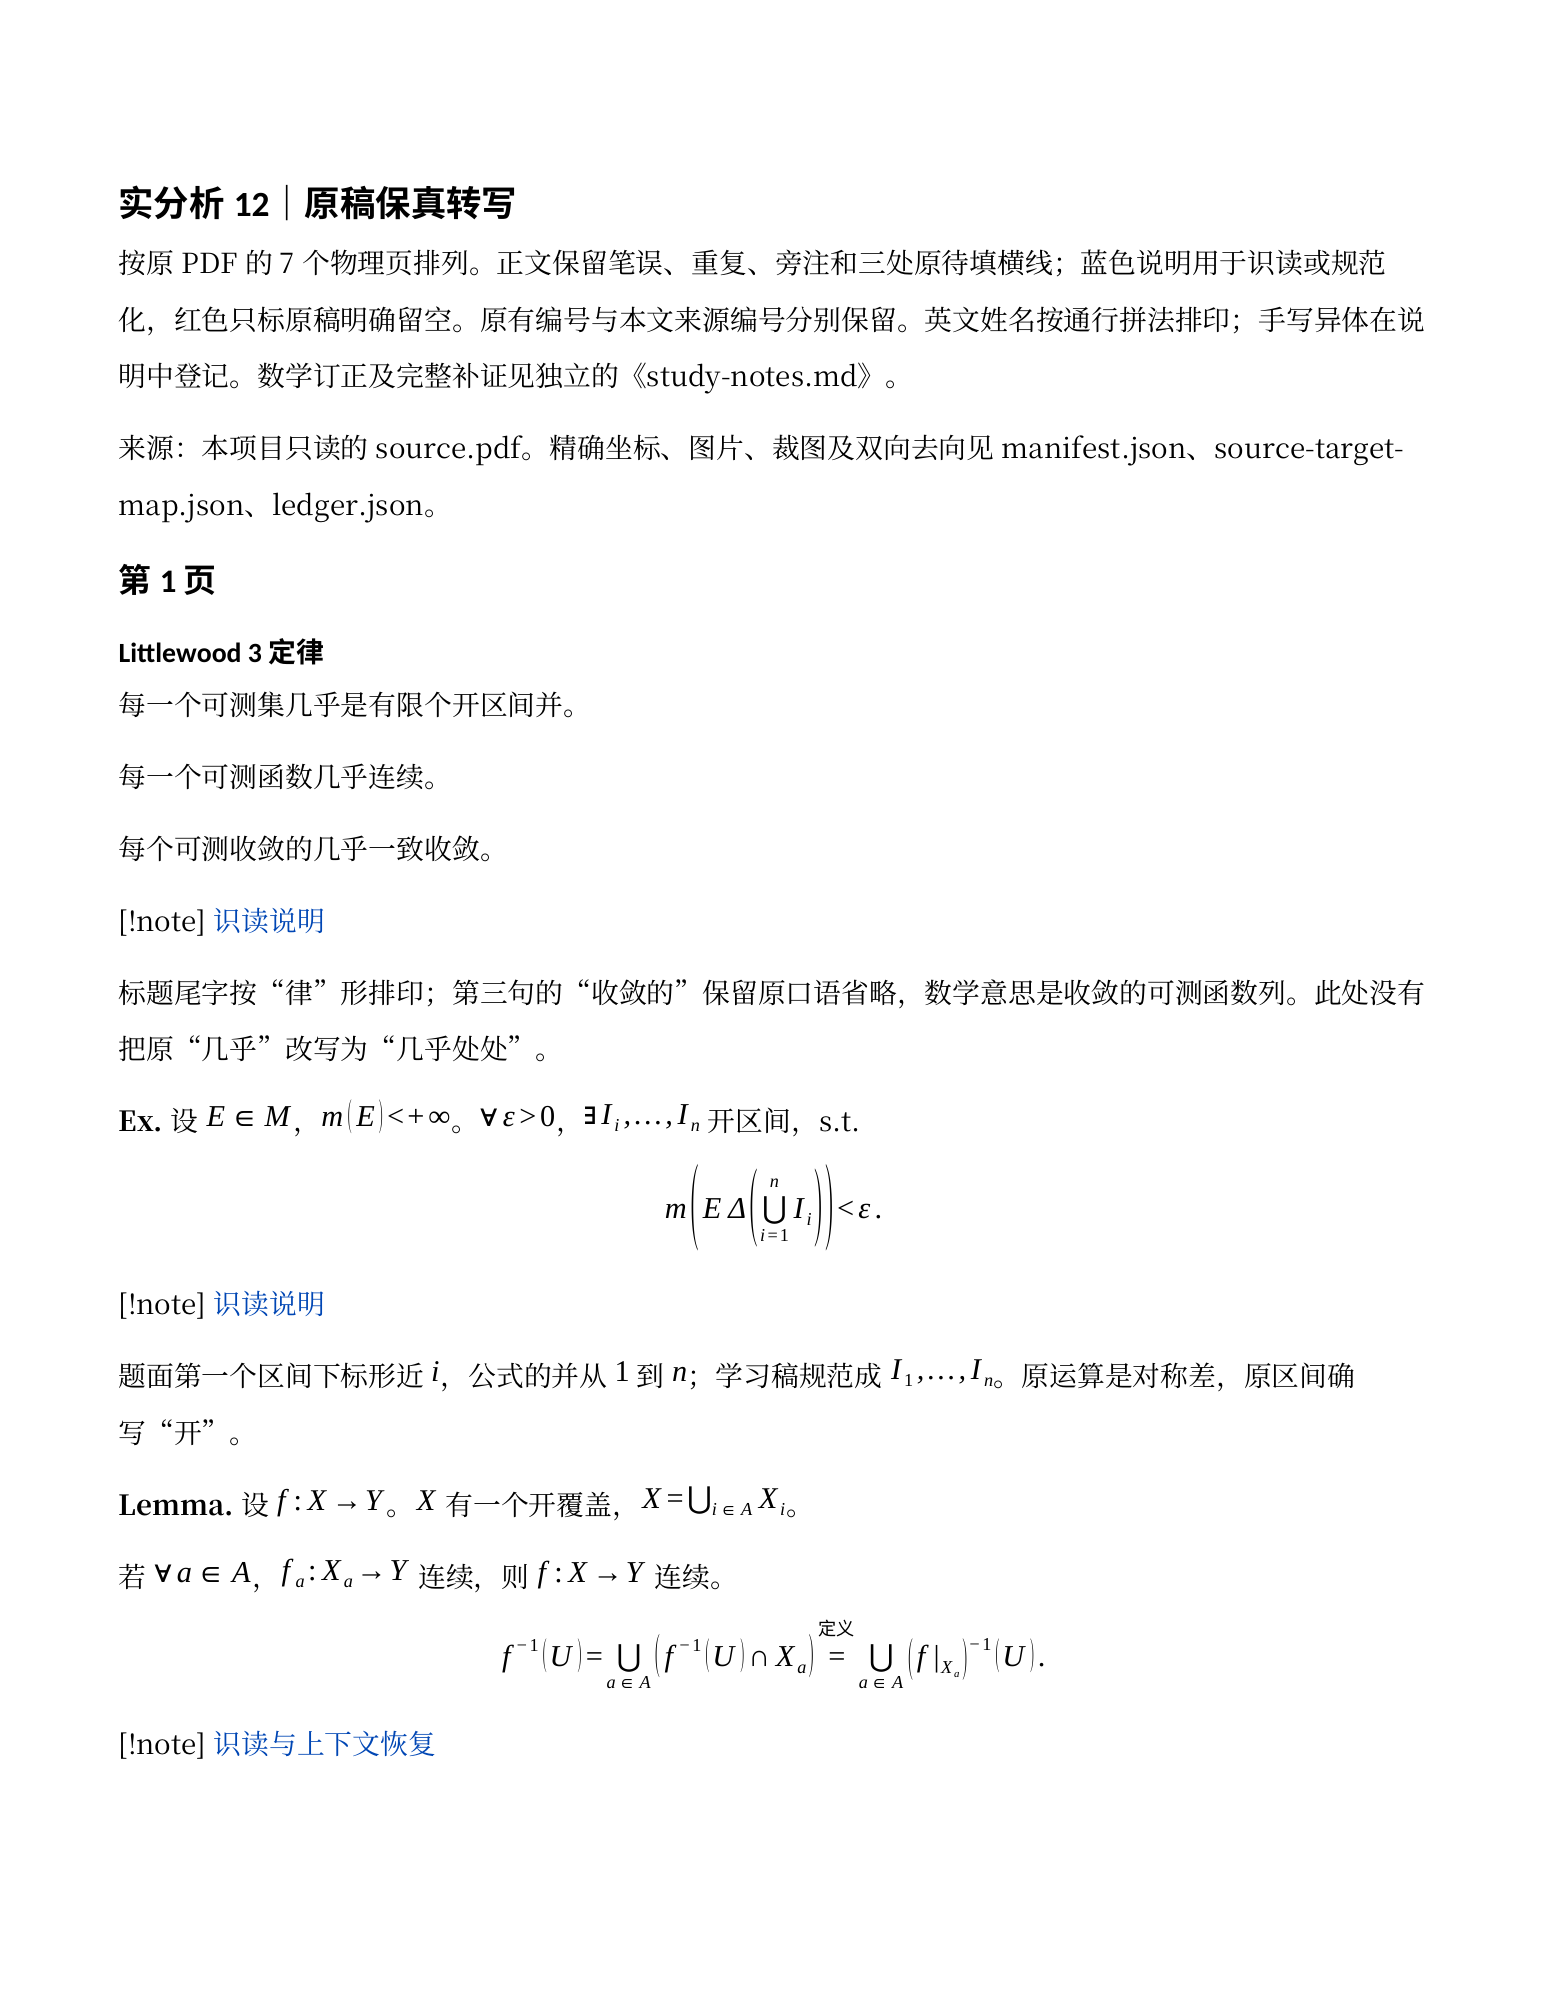 实分析 12｜原稿保真转写
按原 PDF 的 7 个物理页排列。正文保留笔误、重复、旁注和三处原待填横线；蓝色说明用于识读或规范
化，红色只标原稿明确留空。原有编号与本文来源编号分别保留。英文姓名按通行拼法排印；手写异体在说
明中登记。数学订正及完整补证见独立的《study-notes.md》。
来源：本项目只读的 source.pdf。精确坐标、图片、裁图及双向去向见 manifest.json、source-target-
map.json、ledger.json。
第 1 页
Littlewood 3 定律
每一个可测集几乎是有限个开区间并。
每一个可测函数几乎连续。
每个可测收敛的几乎一致收敛。
[!note] 识读说明
标题尾字按“律”形排印；第三句的“收敛的”保留原口语省略，数学意思是收敛的可测函数列。此处没有
把原“几乎”改写为“几乎处处”。
Ex. 设 E ∈ M，m(E)<+∞。∀ε>0，∃I_i,…,I_n 开区间，s.t.
m(E Δ(⋃_{i=1}^{n} I_i))<ε.
[!note] 识读说明
题面第一个区间下标形近 i，公式的并从 1 到 n；学习稿规范成 I_1,…,I_n。原运算是对称差，原区间确
写“开”。
Lemma. 设 f:X→Y。X 有一个开覆盖，X=⋃_{i∈A} X_i。
若 ∀a∈A，f_a:X_a→Y 连续，则 f:X→Y 连续。
f^{-1}(U)=⋃_{a∈A}(f^{-1}(U)∩X_a) \overset{定义}{=} ⋃_{a∈A}(f|_{X_a})^{-1}(U).
[!note] 识读与上下文恢复